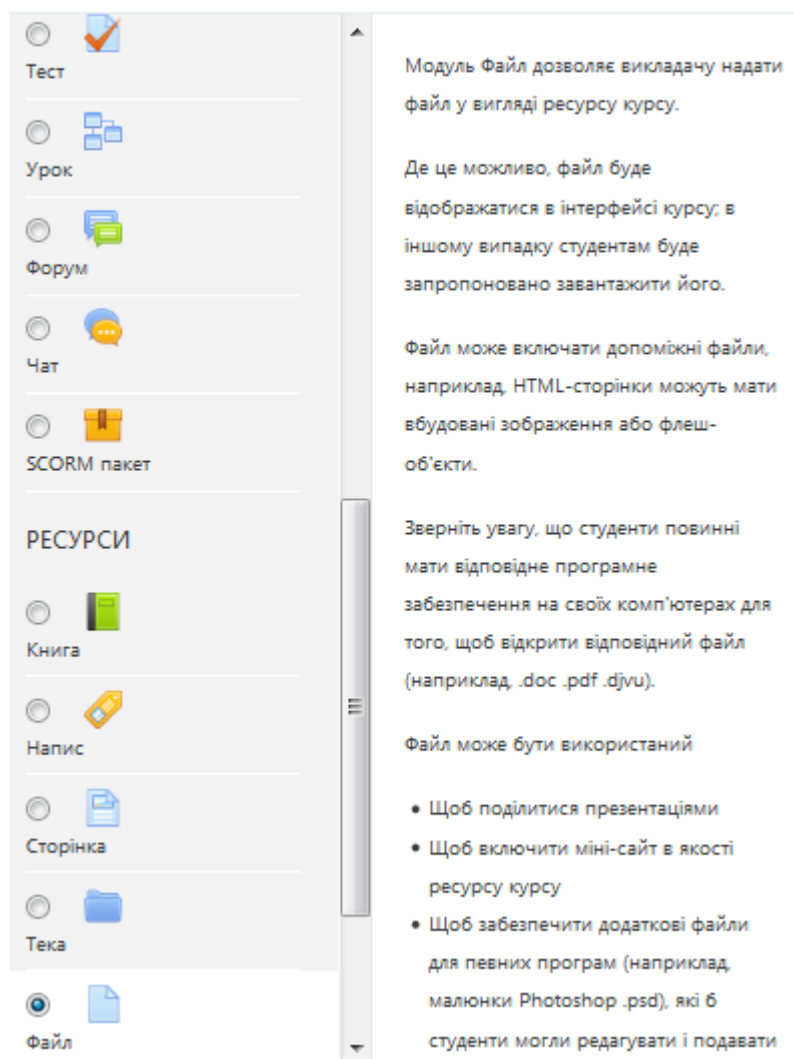 Тест
Урок
Форум
Чат
SCORM пакет
РЕСУРСИ
Книга
Напис
Сторінка
Тека
Файл
Модуль Файл дозволяє викладачу надати
файл у вигляді ресурсу курсу.
Де це можливо, файл буде
відображатися в інтерфейсі курсу; в
іншому випадку студентам буде
запропоновано завантажити його.
Файл може включати допоміжні файли,
наприклад, HTML-сторінки можуть мати
вбудовані зображення або флеш-
об'єкти.
Зверніть увагу, що студенти повинні
мати відповідне програмне
забезпечення на своїх комп'ютерах для
того, щоб відкрити відповідний файл
(наприклад, .doc .pdf .djvu).
Файл може бути використаний
• Щоб поділитися презентаціями
• Щоб включити міні-сайт в якості
ресурсу курсу
• Щоб забезпечити додаткові файли
для певних програм (наприклад,
малюнки Photoshop .psd), які б
студенти могли редагувати і подавати